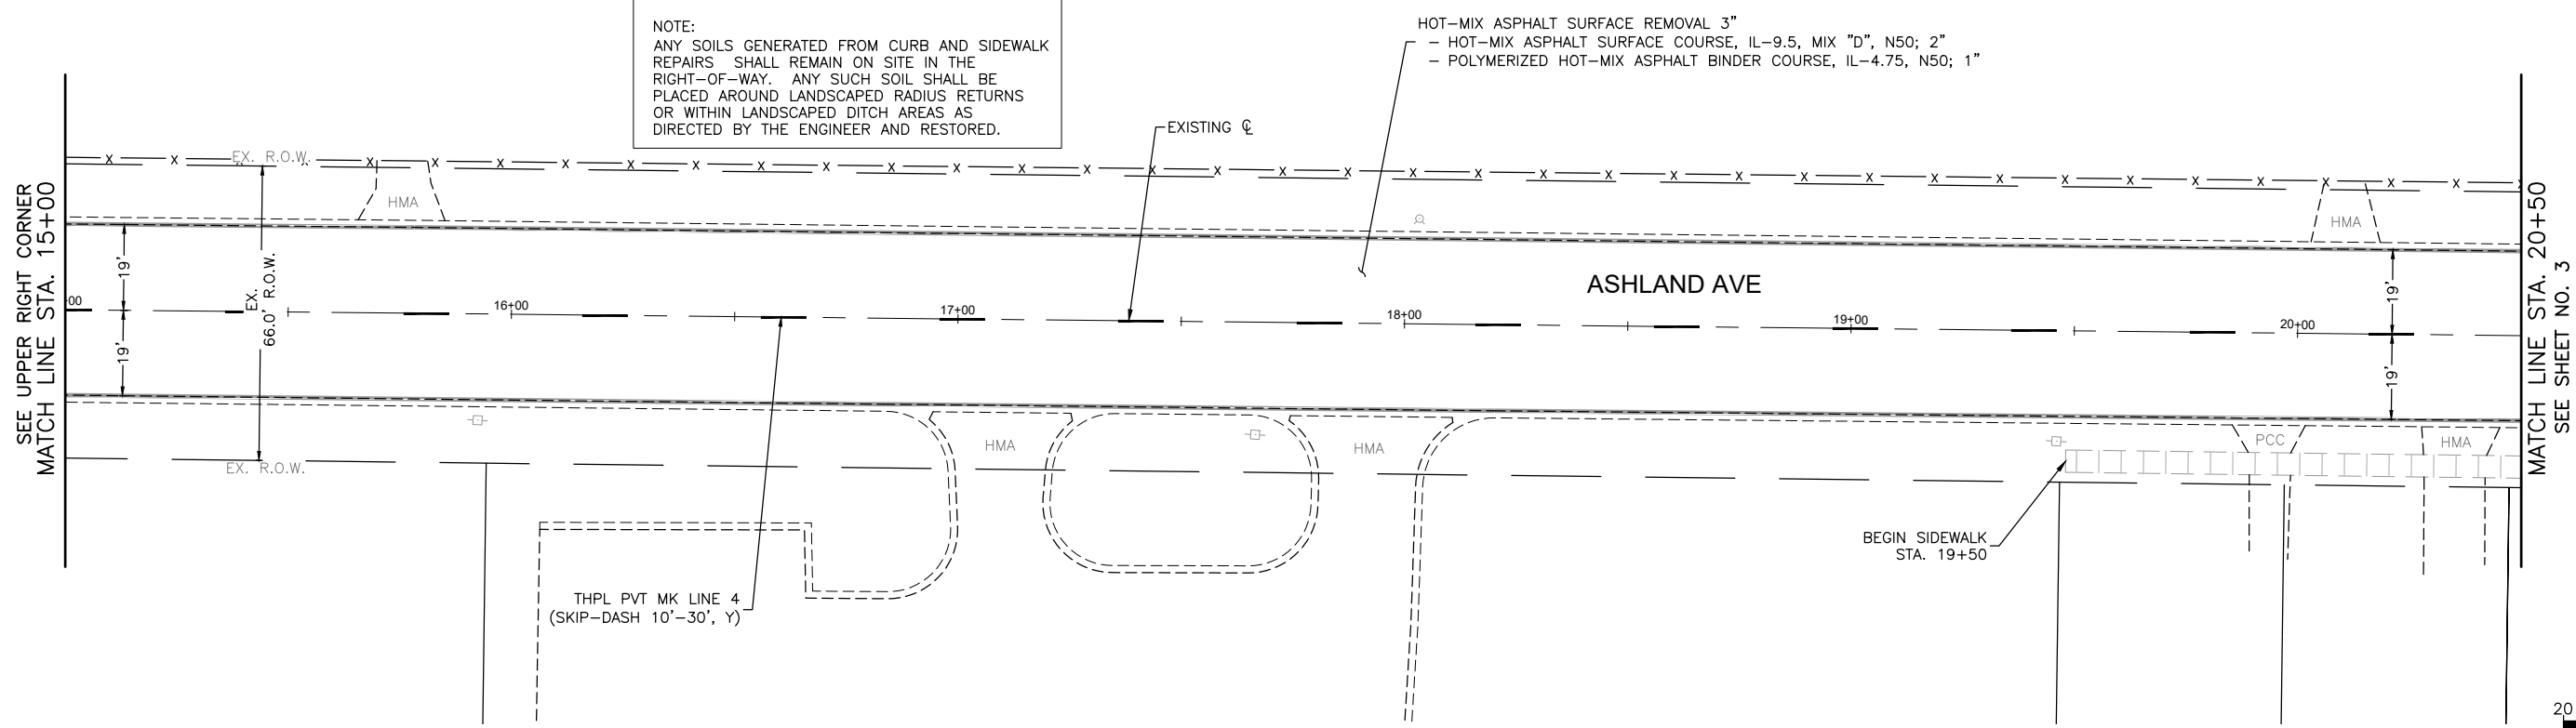 NOTE:
ANY SOILS GENERATED FROM CURB AND SIDEWALK
REPAIRS SHALL REMAIN ON SITE IN THE
RIGHT-OF-WAY. ANY SUCH SOIL SHALL BE
PLACED AROUND LANDSCAPED RADIUS RETURNS
OR WITHIN LANDSCAPED DITCH AREAS AS
DIRECTED BY THE ENGINEER AND RESTORED.
HOT-MIX ASPHALT SURFACE REMOVAL 3"
- HOT-MIX ASPHALT SURFACE COURSE, IL-9.5, MIX "D", N50; 2"
- POLYMERIZED HOT-MIX ASPHALT BINDER COURSE, IL-4.75, N50; 1"
EXISTING ℄
SEE UPPER RIGHT CORNER
MATCH LINE STA. 15+00
EX. R.O.W.
HMA
HMA
19'
19'
EX.
66.0' R.O.W.
ASHLAND AVE
00
16+00
17+00
18+00
19+00
20+00
19'
19'
MATCH LINE STA. 20+50
SEE SHEET NO. 3
HMA
HMA
PCC
HMA
EX. R.O.W.
BEGIN SIDEWALK
STA. 19+50
THPL PVT MK LINE 4
(SKIP-DASH 10'-30', Y)
20